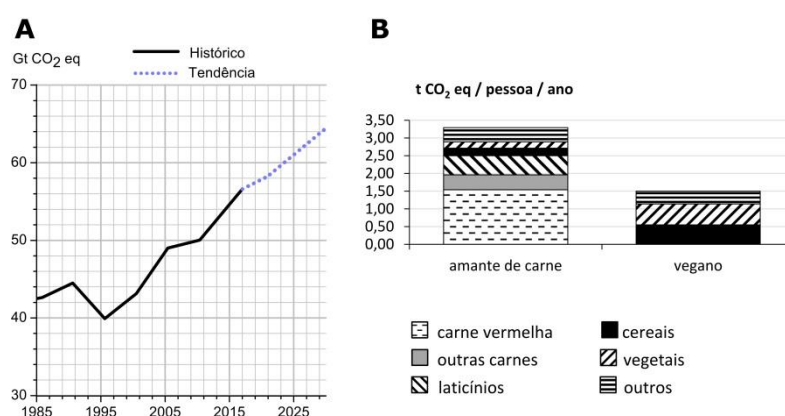 A
Gt CO₂ eq
Histórico
Tendência
70
60
50
40
30
1985
1995
2005
2015
2025
B
t CO₂ eq / pessoa / ano
3,50
3,00
2,50
2,00
1,50
1,00
0,50
0,00
amante de carne
vegano
carne vermelha
cereais
outras carnes
vegetais
laticínios
outros